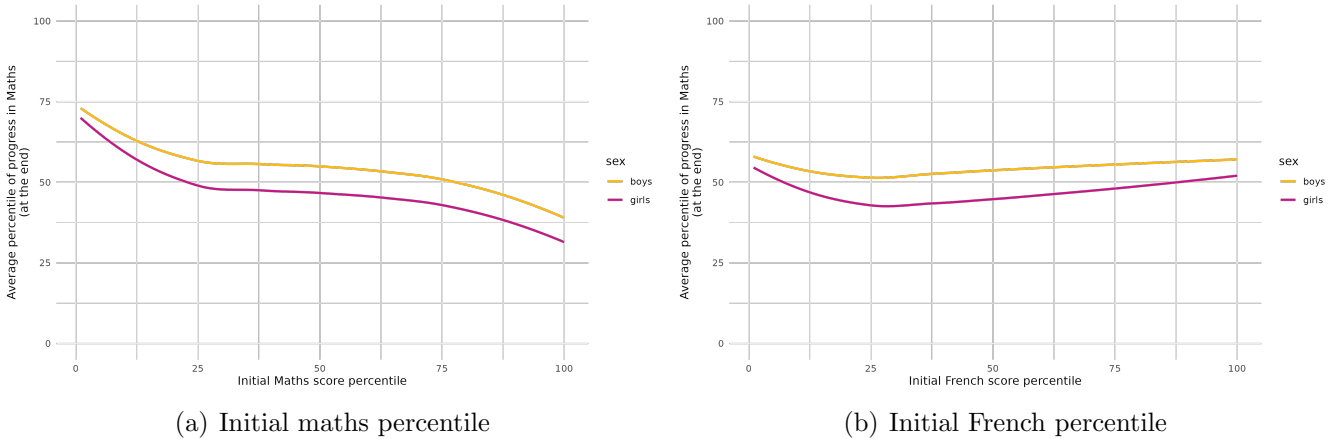 Average percentile of progress in Maths
(at the end)
100
75
50
25
0
0
25
50
75
100
Initial Maths score percentile
sex
boys
girls
(a) Initial maths percentile
Average percentile of progress in Maths
(at the end)
100
75
50
25
0
0
25
50
75
100
Initial French score percentile
sex
boys
girls
(b) Initial French percentile